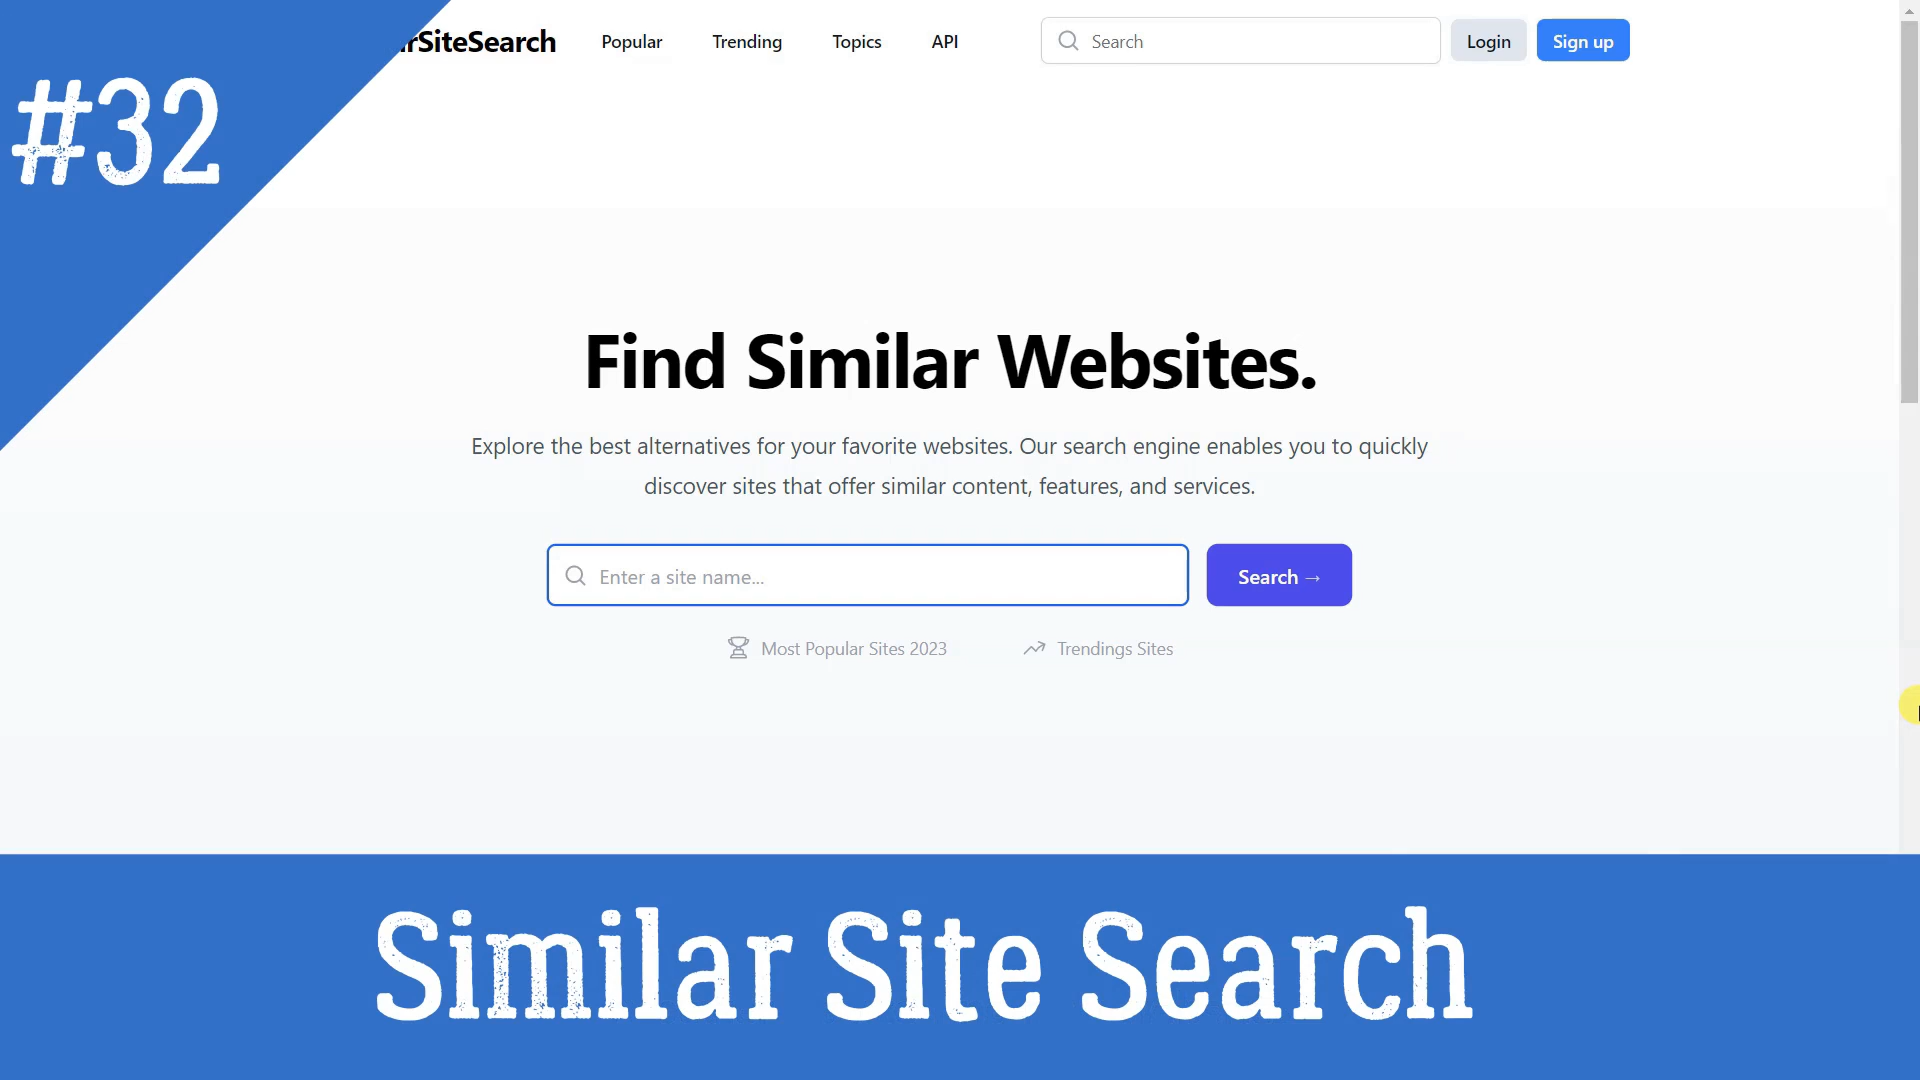 #32
rSiteSearch
Popular
Trending
Topics
API
Search
Login
Sign up
Find Similar Websites.
Explore the best alternatives for your favorite websites. Our search engine enables you to quickly
discover sites that offer similar content, features, and services.
Enter a site name...
Search →
Most Popular Sites 2023
Trendings Sites
Similar Site Search